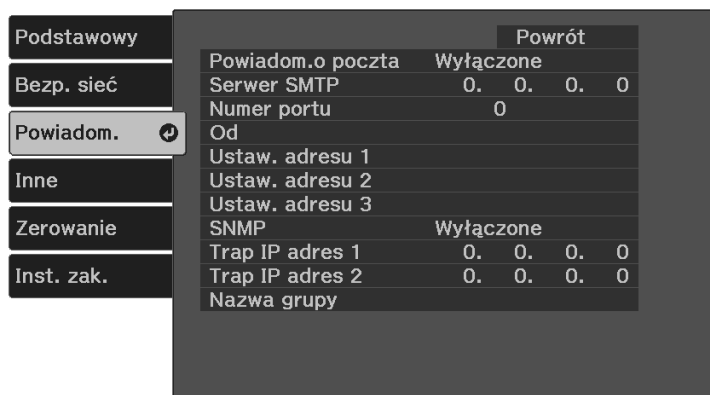 Podstawowy
Bezp. sieć
Powiadom.
Inne
Zerowanie
Inst. zak.
Powrót
Powiadom.o poczta Wyłączone
Serwer SMTP 0. 0. 0. 0
Numer portu 0
Od
Ustaw. adresu 1
Ustaw. adresu 2
Ustaw. adresu 3
SNMP Wyłączone
Trap IP adres 1 0. 0. 0. 0
Trap IP adres 2 0. 0. 0. 0
Nazwa grupy